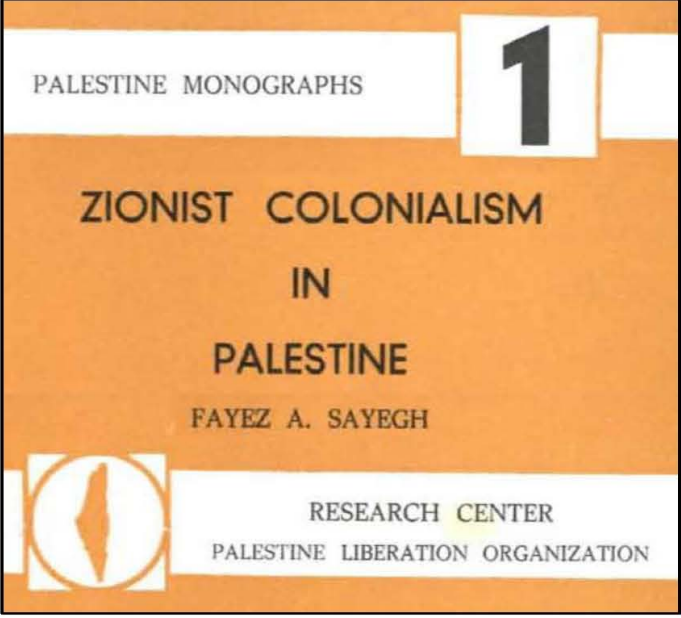 PALESTINE MONOGRAPHS
1
ZIONIST COLONIALISM
IN
PALESTINE
FAYEZ A. SAYEGH
RESEARCH CENTER
PALESTINE LIBERATION ORGANIZATION